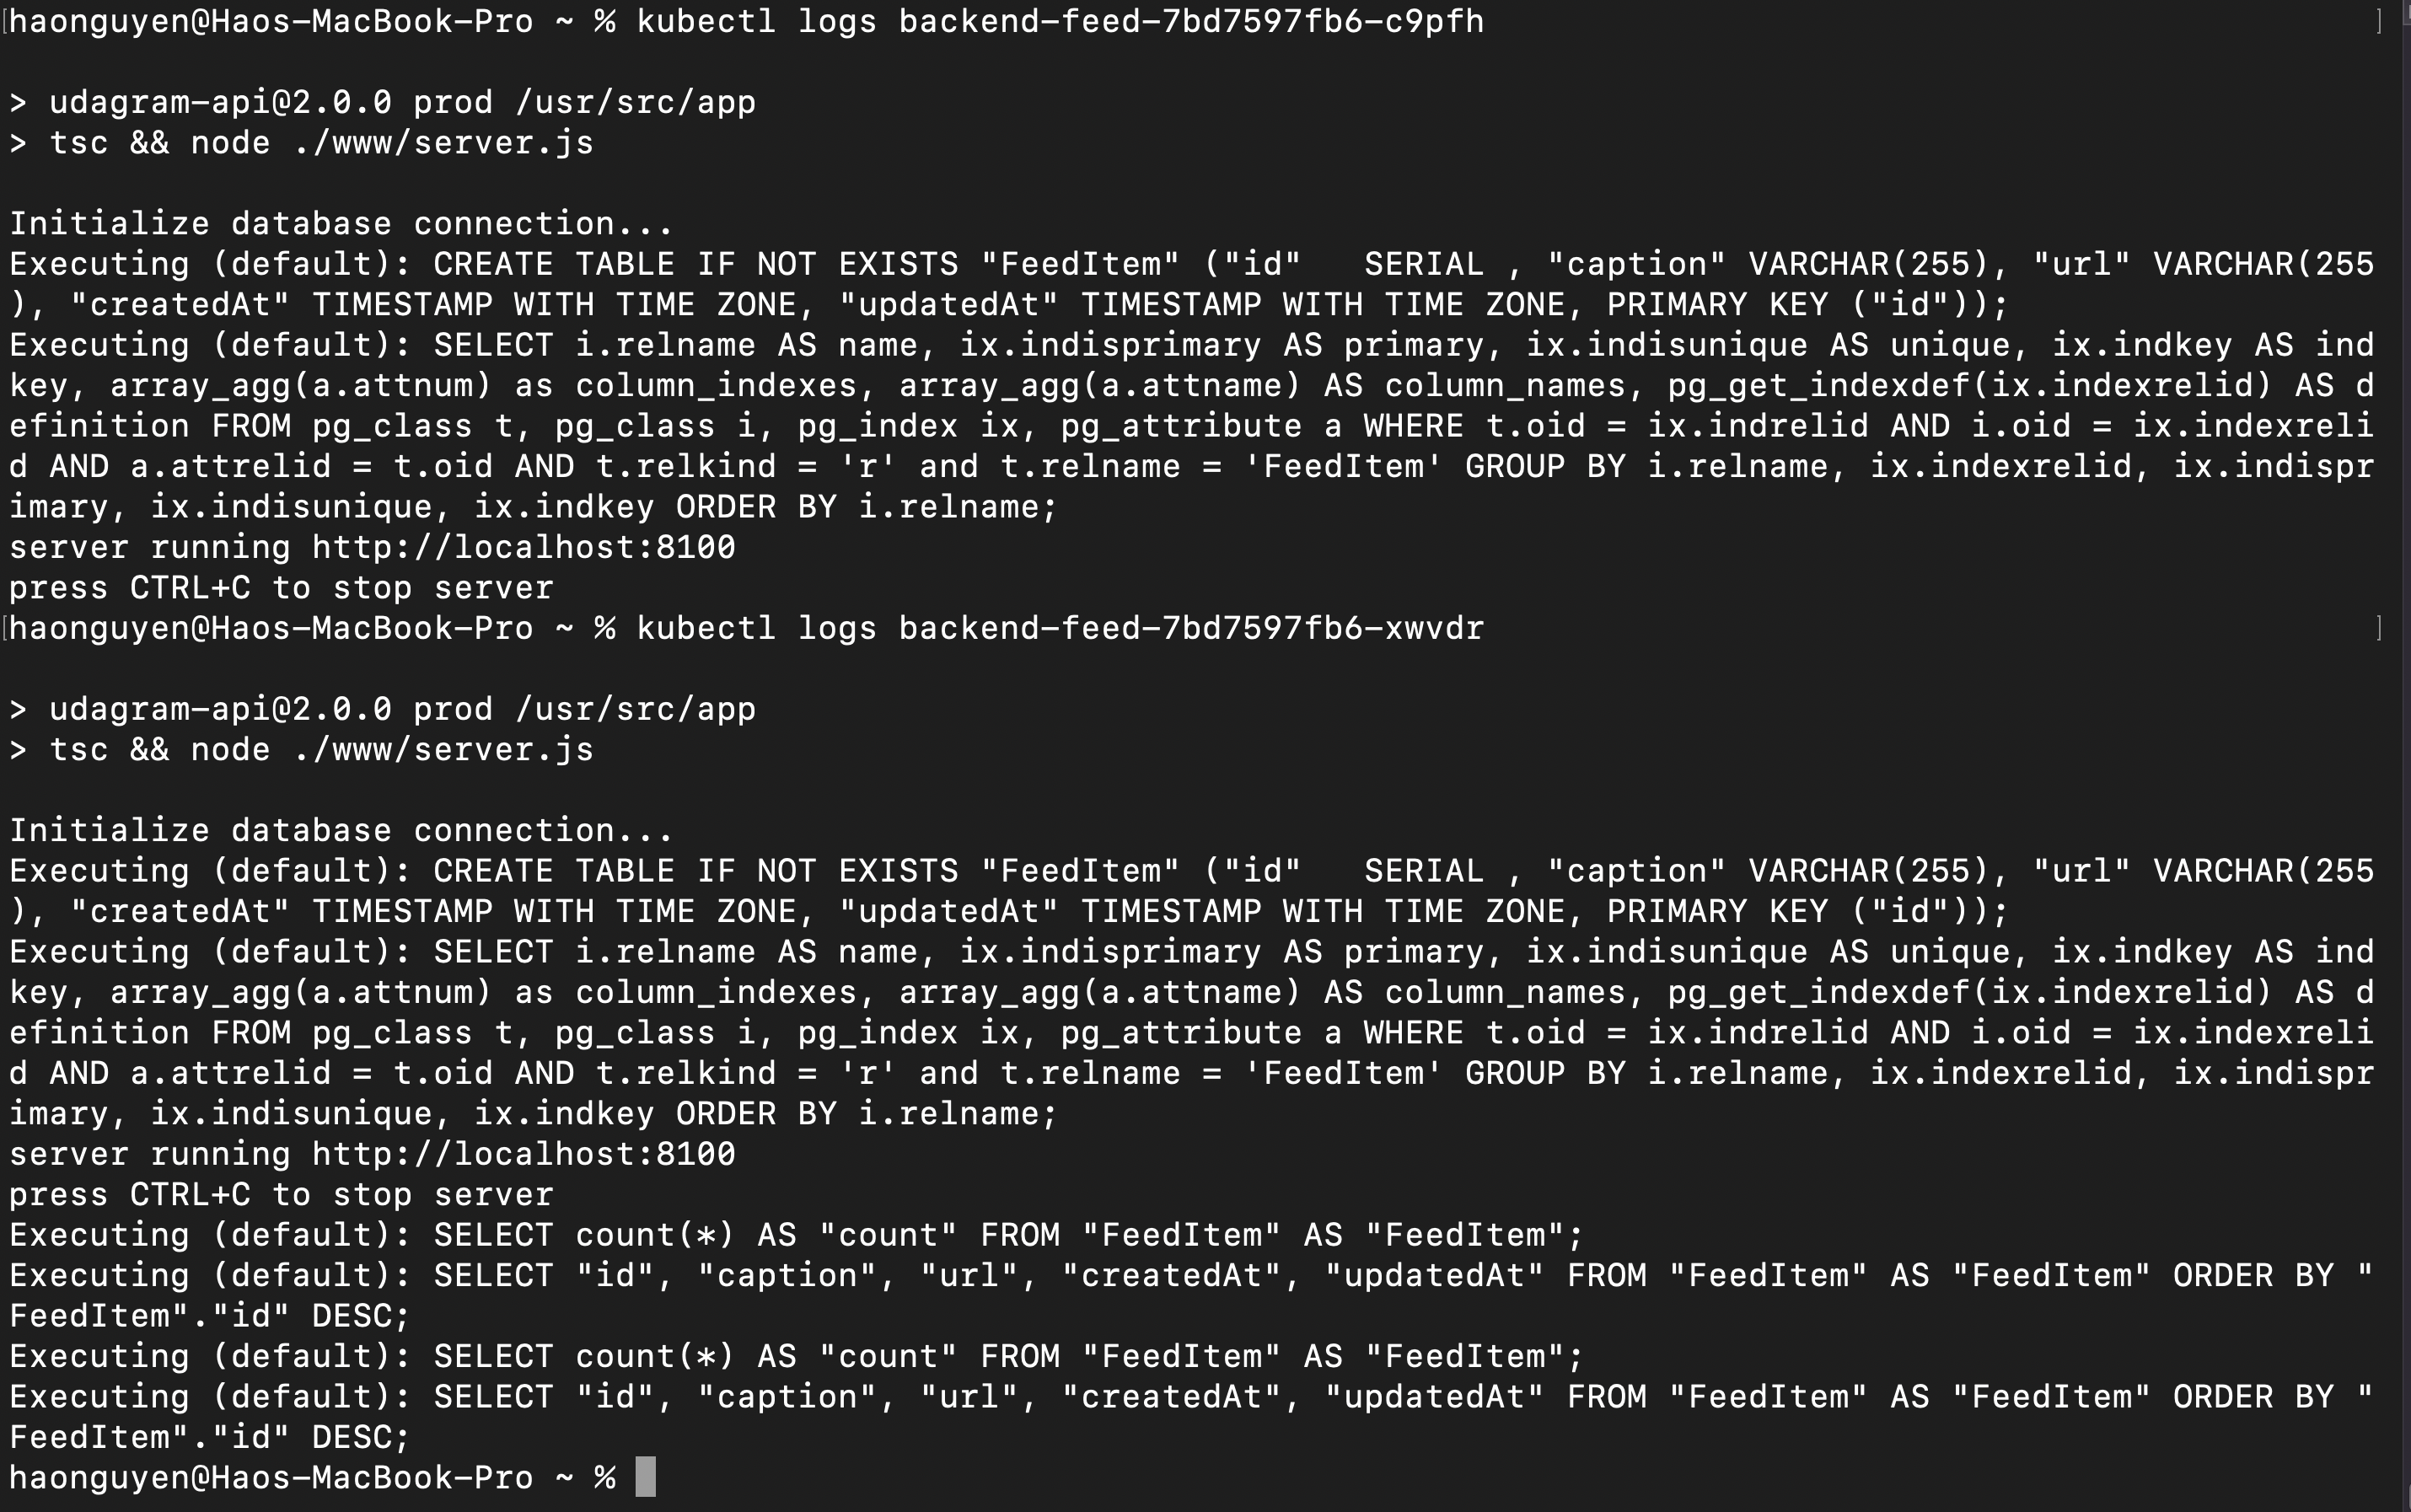 [haonguyen@Haos-MacBook-Pro ~ % kubectl logs backend-feed-7bd7597fb6-c9pfh ]

> udagram-api@2.0.0 prod /usr/src/app
> tsc && node ./www/server.js

Initialize database connection...
Executing (default): CREATE TABLE IF NOT EXISTS "FeedItem" ("id"   SERIAL , "caption" VARCHAR(255), "url" VARCHAR(255
), "createdAt" TIMESTAMP WITH TIME ZONE, "updatedAt" TIMESTAMP WITH TIME ZONE, PRIMARY KEY ("id"));
Executing (default): SELECT i.relname AS name, ix.indisprimary AS primary, ix.indisunique AS unique, ix.indkey AS ind
key, array_agg(a.attnum) as column_indexes, array_agg(a.attname) AS column_names, pg_get_indexdef(ix.indexrelid) AS d
efinition FROM pg_class t, pg_class i, pg_index ix, pg_attribute a WHERE t.oid = ix.indrelid AND i.oid = ix.indexreli
d AND a.attrelid = t.oid AND t.relkind = 'r' and t.relname = 'FeedItem' GROUP BY i.relname, ix.indexrelid, ix.indispr
imary, ix.indisunique, ix.indkey ORDER BY i.relname;
server running http://localhost:8100
press CTRL+C to stop server
[haonguyen@Haos-MacBook-Pro ~ % kubectl logs backend-feed-7bd7597fb6-xwvdr ]

> udagram-api@2.0.0 prod /usr/src/app
> tsc && node ./www/server.js

Initialize database connection...
Executing (default): CREATE TABLE IF NOT EXISTS "FeedItem" ("id"   SERIAL , "caption" VARCHAR(255), "url" VARCHAR(255
), "createdAt" TIMESTAMP WITH TIME ZONE, "updatedAt" TIMESTAMP WITH TIME ZONE, PRIMARY KEY ("id"));
Executing (default): SELECT i.relname AS name, ix.indisprimary AS primary, ix.indisunique AS unique, ix.indkey AS ind
key, array_agg(a.attnum) as column_indexes, array_agg(a.attname) AS column_names, pg_get_indexdef(ix.indexrelid) AS d
efinition FROM pg_class t, pg_class i, pg_index ix, pg_attribute a WHERE t.oid = ix.indrelid AND i.oid = ix.indexreli
d AND a.attrelid = t.oid AND t.relkind = 'r' and t.relname = 'FeedItem' GROUP BY i.relname, ix.indexrelid, ix.indispr
imary, ix.indisunique, ix.indkey ORDER BY i.relname;
server running http://localhost:8100
press CTRL+C to stop server
Executing (default): SELECT count(*) AS "count" FROM "FeedItem" AS "FeedItem";
Executing (default): SELECT "id", "caption", "url", "createdAt", "updatedAt" FROM "FeedItem" AS "FeedItem" ORDER BY "
FeedItem"."id" DESC;
Executing (default): SELECT count(*) AS "count" FROM "FeedItem" AS "FeedItem";
Executing (default): SELECT "id", "caption", "url", "createdAt", "updatedAt" FROM "FeedItem" AS "FeedItem" ORDER BY "
FeedItem"."id" DESC;
haonguyen@Haos-MacBook-Pro ~ %